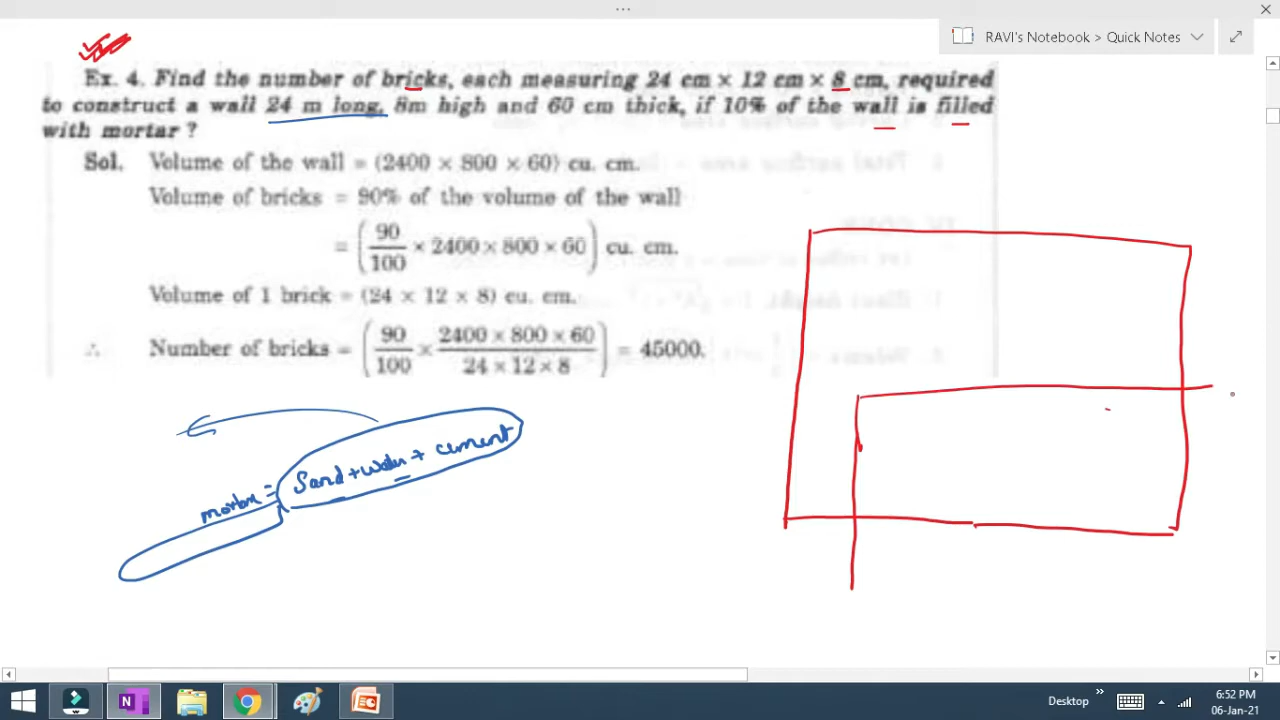 RAVI's Notebook > Quick Notes
Ex. 4. Find the number of bricks, each measuring 24 cm × 12 cm × 8 cm, required
to construct a wall 24 m long, 8m high and 60 cm thick, if 10% of the wall is filled
with mortar ?
Sol. Volume of the wall = (2400 × 800 × 60) cu. cm.
Volume of bricks = 90% of the volume of the wall
= ( 90/100 × 2400 × 800 × 60 ) cu. cm.
Volume of 1 brick = (24 × 12 × 8) cu. cm.
∴ Number of bricks = ( 90/100 × 2400 × 800 × 60 / 24 × 12 × 8 ) = 45000.
mortar = Sand + water + cement
Desktop
6:52 PM
06-Jan-21